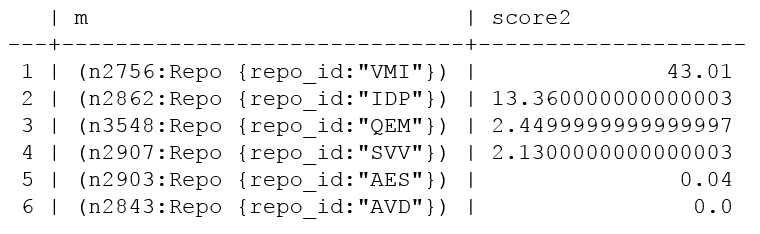 | m                           | score2
---+-----------------------------+-------------------
 1 | (n2756:Repo {repo_id:"VMI"}) |              43.01
 2 | (n2862:Repo {repo_id:"IDP"}) | 13.360000000000003
 3 | (n3548:Repo {repo_id:"QEM"}) | 2.4499999999999997
 4 | (n2907:Repo {repo_id:"SVV"}) | 2.1300000000000003
 5 | (n2903:Repo {repo_id:"AES"}) |               0.04
 6 | (n2843:Repo {repo_id:"AVD"}) |                0.0